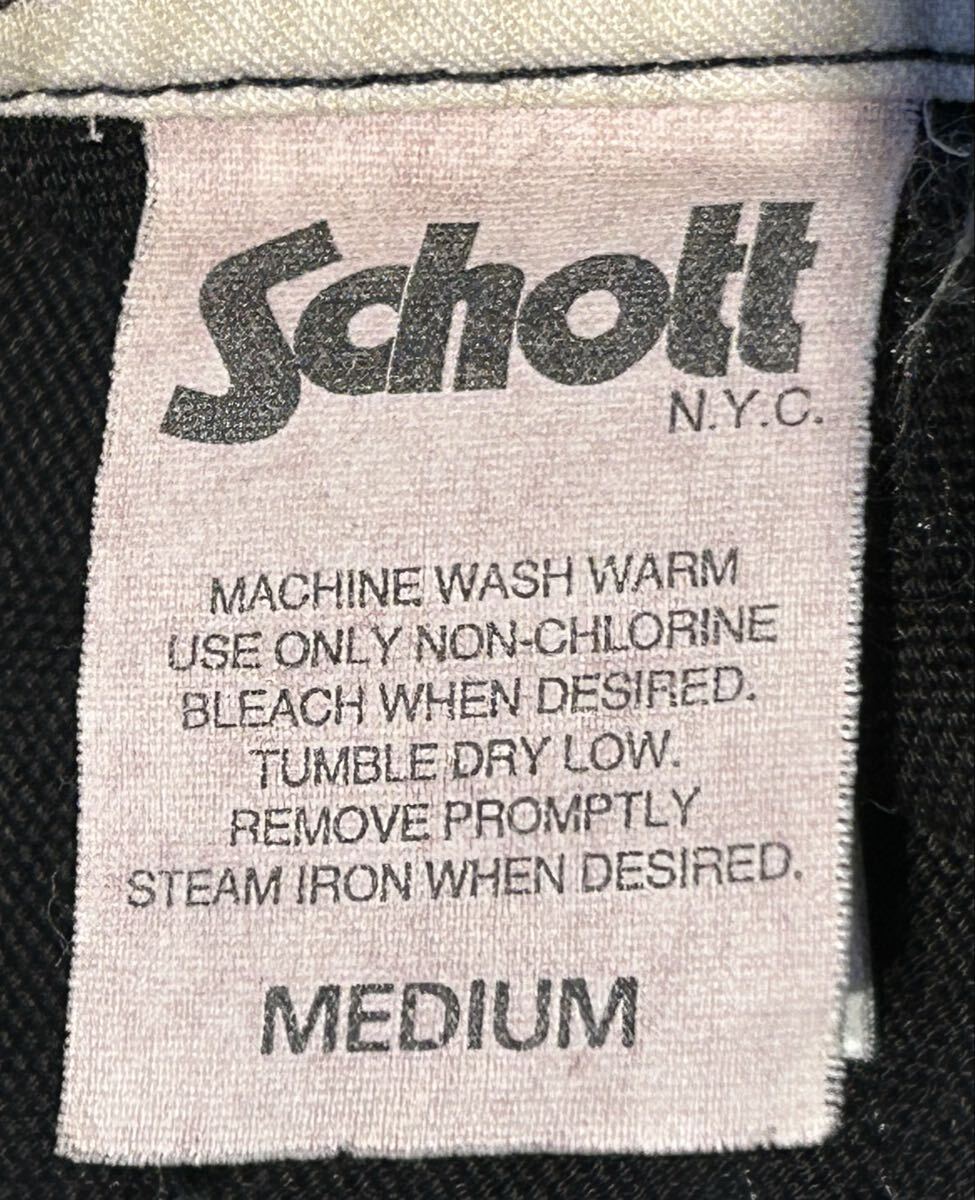 Schott
N.Y.C.
MACHINE WASH WARM
USE ONLY NON-CHLORINE
BLEACH WHEN DESIRED.
TUMBLE DRY LOW.
REMOVE PROMPTLY
STEAM IRON WHEN DESIRED.
MEDIUM